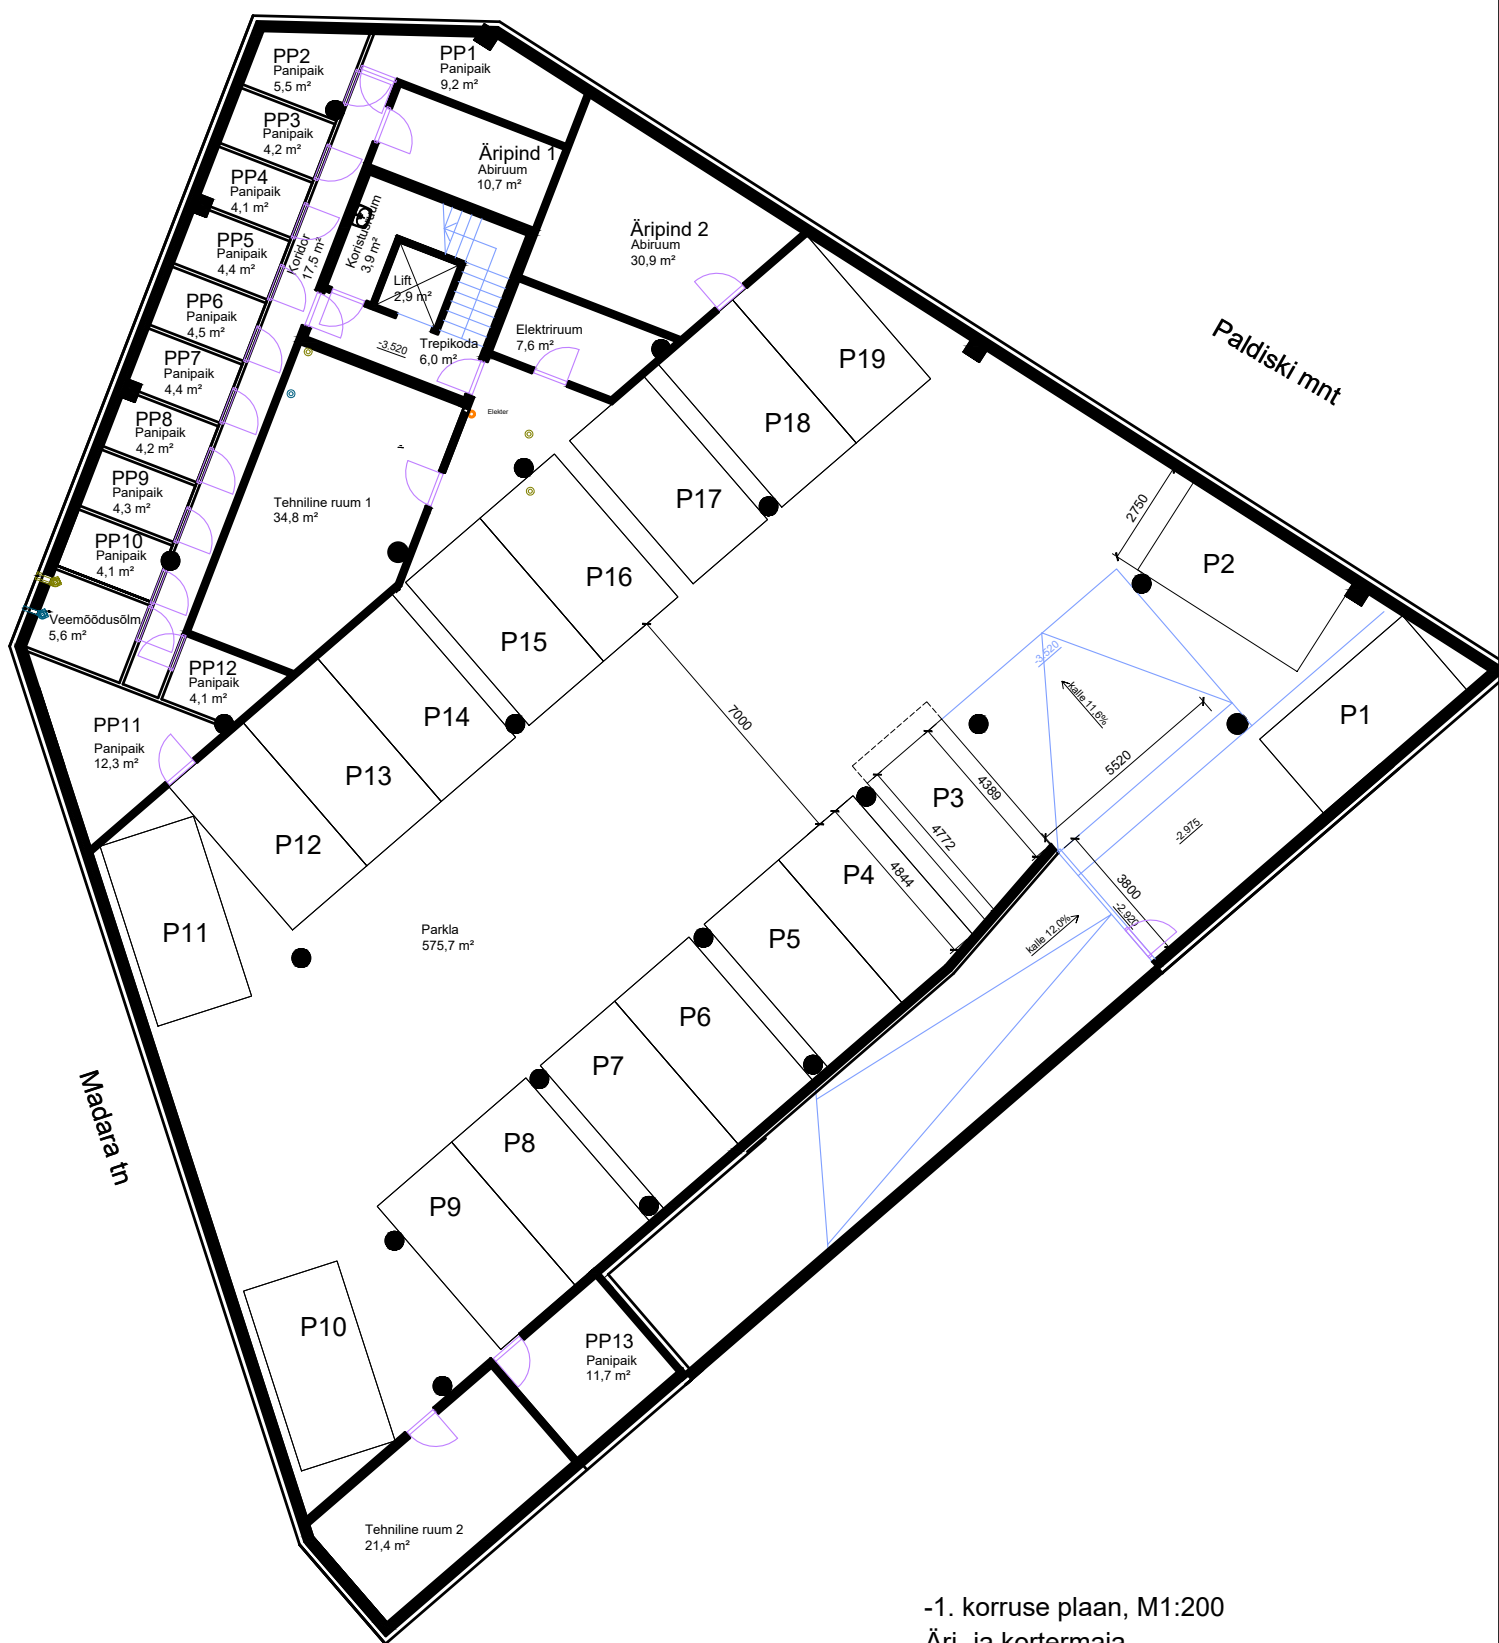 PP2
Panipaik
5,5 m²
PP1
Panipaik
9,2 m²
PP3
Panipaik
4,2 m²
Äripind 1
Abiruum
10,7 m²
PP4
Panipaik
4,1 m²
PP5
Panipaik
4,4 m²
Koridor
17,5 m²
Koristusruum
3,9 m²
Äripind 2
Abiruum
30,9 m²
Lift
2,9 m²
PP6
Panipaik
4,5 m²
Elektriruum
7,6 m²
Trepikoda
6,0 m²
-3.520
PP7
Panipaik
4,4 m²
PP8
Panipaik
4,2 m²
Elekter
PP9
Panipaik
4,3 m²
Tehniline ruum 1
34,8 m²
PP10
Panipaik
4,1 m²
Veemõõdusõlm
5,6 m²
PP12
Panipaik
4,1 m²
PP11
Panipaik
12,3 m²
Paldiski mnt
P19
P18
P17
P16
P15
P14
P13
P12
P11
2750
P2
-3.520
kalle 11,6%
P1
5520
7000
4389
P3
4772
4844
P4
-2.975
3800
-2.920
kalle 12.0%
P5
Parkla
575,7 m²
P6
P7
P8
P9
P10
Madara tn
PP13
Panipaik
11,7 m²
Tehniline ruum 2
21,4 m²
-1. korruse plaan, M1:200
Äri- ja kortermaja